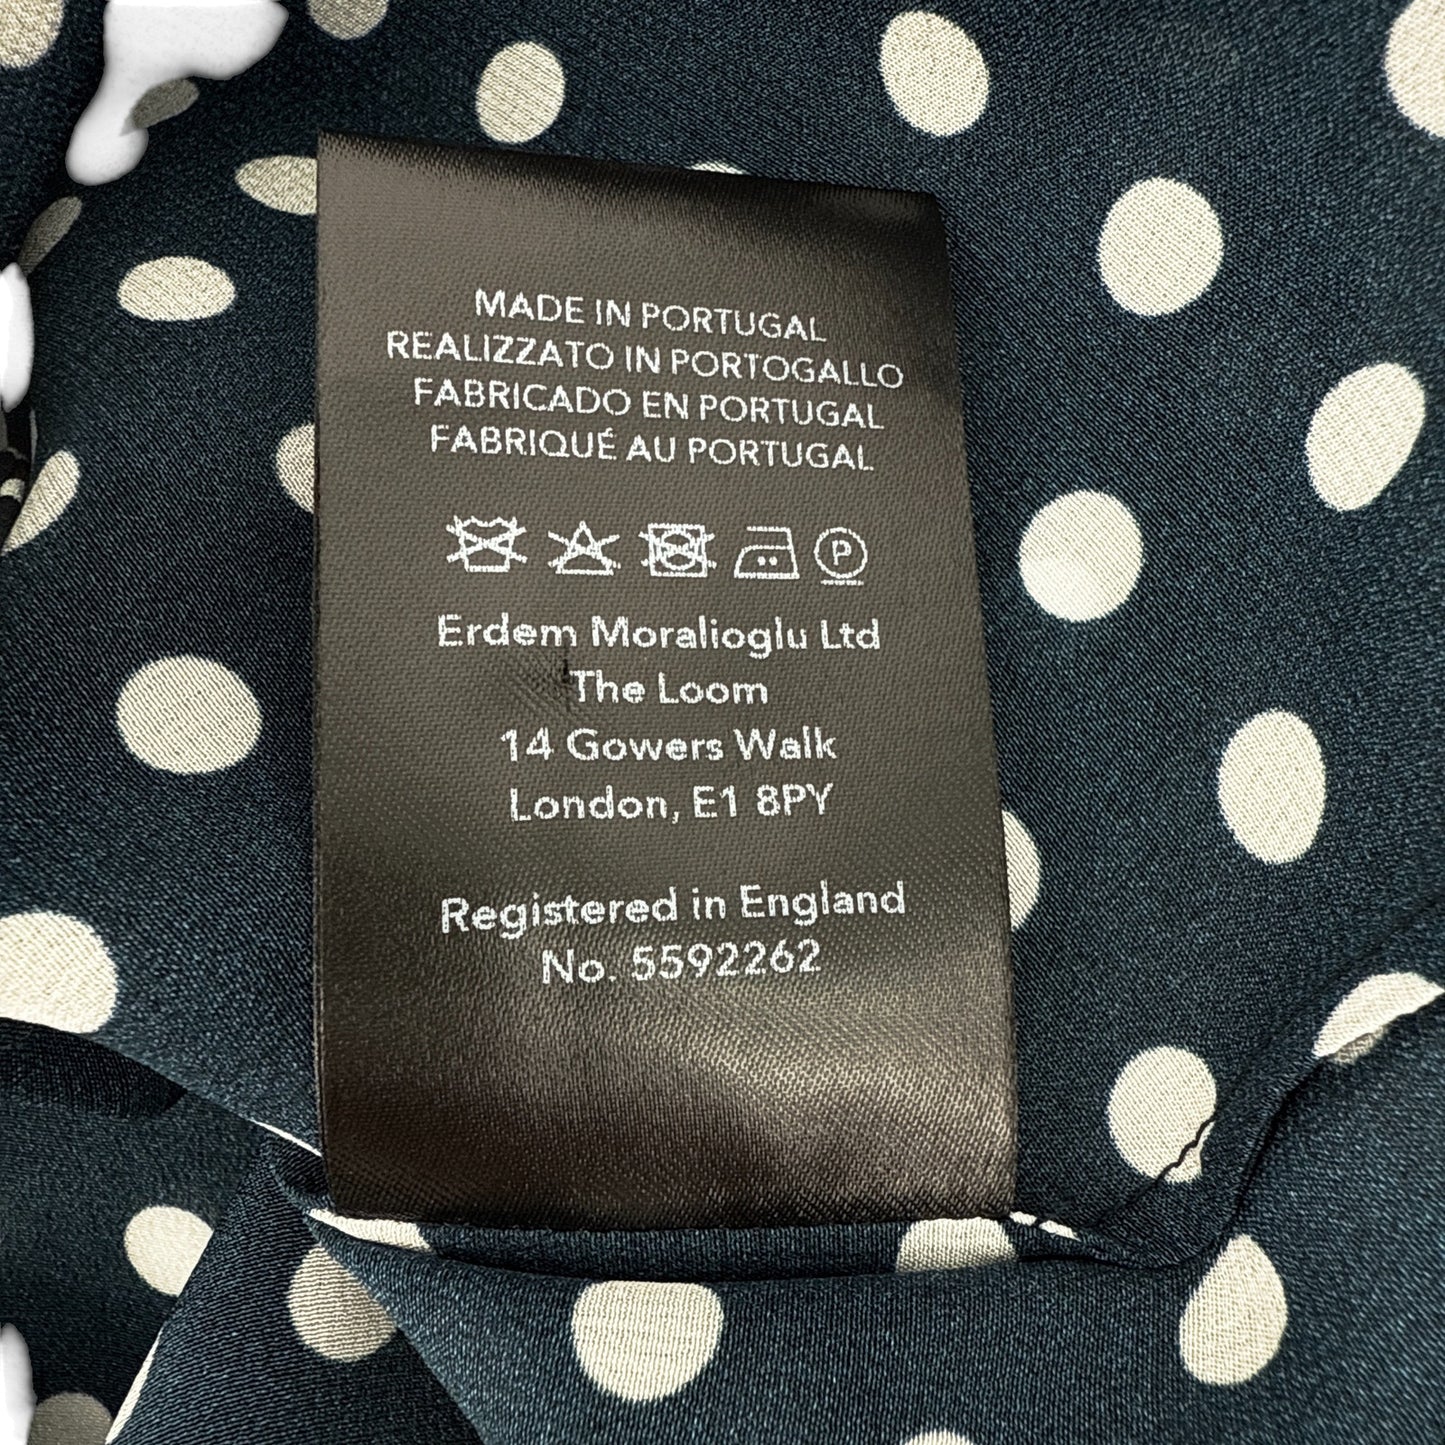 MADE IN PORTUGAL
REALIZZATO IN PORTOGALLO
FABRICADO EN PORTUGAL
FABRIQUÉ AU PORTUGAL
P
Erdem Moralioglu Ltd
The Loom
14 Gowers Walk
London, E1 8PY
Registered in England
No. 5592262